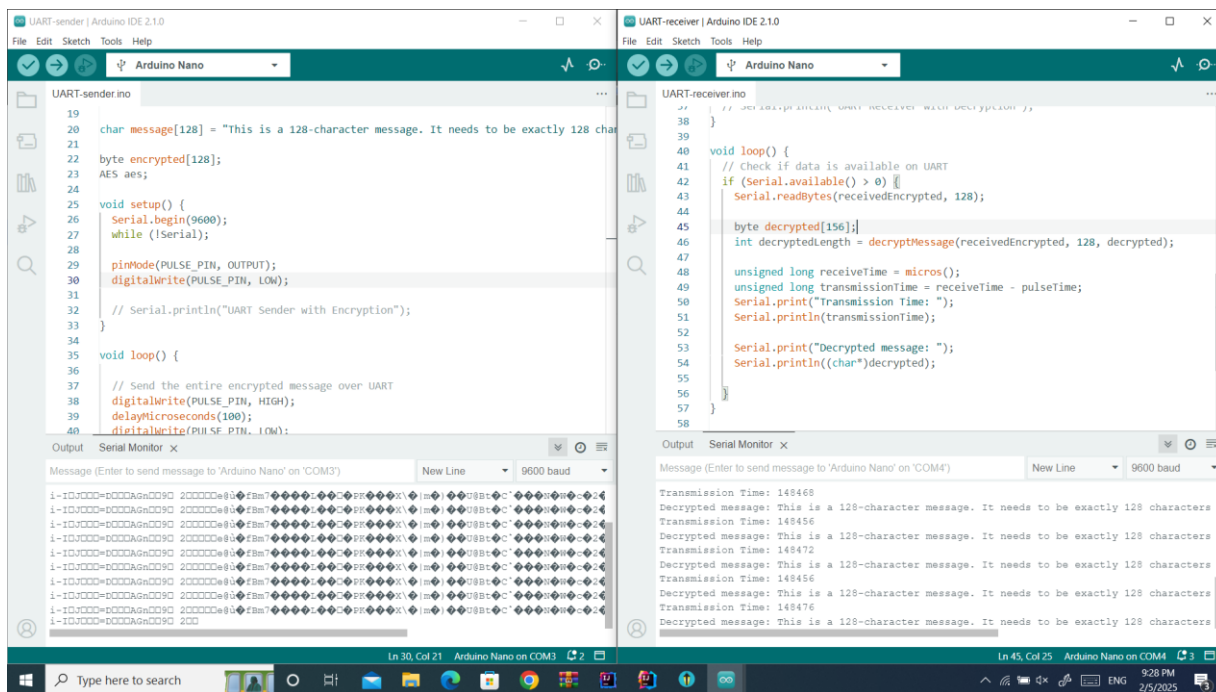 UART-sender | Arduino IDE 2.1.0
File Edit Sketch Tools Help
Arduino Nano
UART-sender.ino
19
20 char message[128] = "This is a 128-character message. It needs to be exactly 128 cha
21
22 byte encrypted[128];
23 AES aes;
24
25 void setup() {
26 Serial.begin(9600);
27 while (!Serial);
28
29 pinMode(PULSE_PIN, OUTPUT);
30 digitalWrite(PULSE_PIN, LOW);
31
32 // Serial.println("UART Sender with Encryption");
33 }
34
35 void loop() {
36
37 // Send the entire encrypted message over UART
38 digitalWrite(PULSE_PIN, HIGH);
39 delayMicroseconds(100);
40 digitalWrite(PULSE_PIN, LOW);
Output Serial Monitor x
Message (Enter to send message to 'Arduino Nano' on 'COM3')
New Line 9600 baud
Ln 30, Col 21 Arduino Nano on COM3 2
UART-receiver | Arduino IDE 2.1.0
File Edit Sketch Tools Help
Arduino Nano
UART-receiver.ino
37 // Serial.println("UART Receiver with Decryption");
38 }
39
40 void loop() {
41 // Check if data is available on UART
42 if (Serial.available() > 0) {
43 Serial.readBytes(receivedEncrypted, 128);
44
45 byte decrypted[156];
46 int decryptedLength = decryptMessage(receivedEncrypted, 128, decrypted);
47
48 unsigned long receiveTime = micros();
49 unsigned long transmissionTime = receiveTime - pulseTime;
50 Serial.print("Transmission Time: ");
51 Serial.println(transmissionTime);
52
53 Serial.print("Decrypted message: ");
54 Serial.println((char*)decrypted);
55
56 }
57 }
58
Output Serial Monitor x
Message (Enter to send message to 'Arduino Nano' on 'COM4')
New Line 9600 baud
Transmission Time: 148468
Decrypted message: This is a 128-character message. It needs to be exactly 128 characters
Transmission Time: 148456
Decrypted message: This is a 128-character message. It needs to be exactly 128 characters
Transmission Time: 148472
Decrypted message: This is a 128-character message. It needs to be exactly 128 characters
Transmission Time: 148456
Decrypted message: This is a 128-character message. It needs to be exactly 128 characters
Transmission Time: 148476
Decrypted message: This is a 128-character message. It needs to be exactly 128 characters
Ln 45, Col 25 Arduino Nano on COM4 3
Type here to search
ENG
9:28 PM
2/5/2025